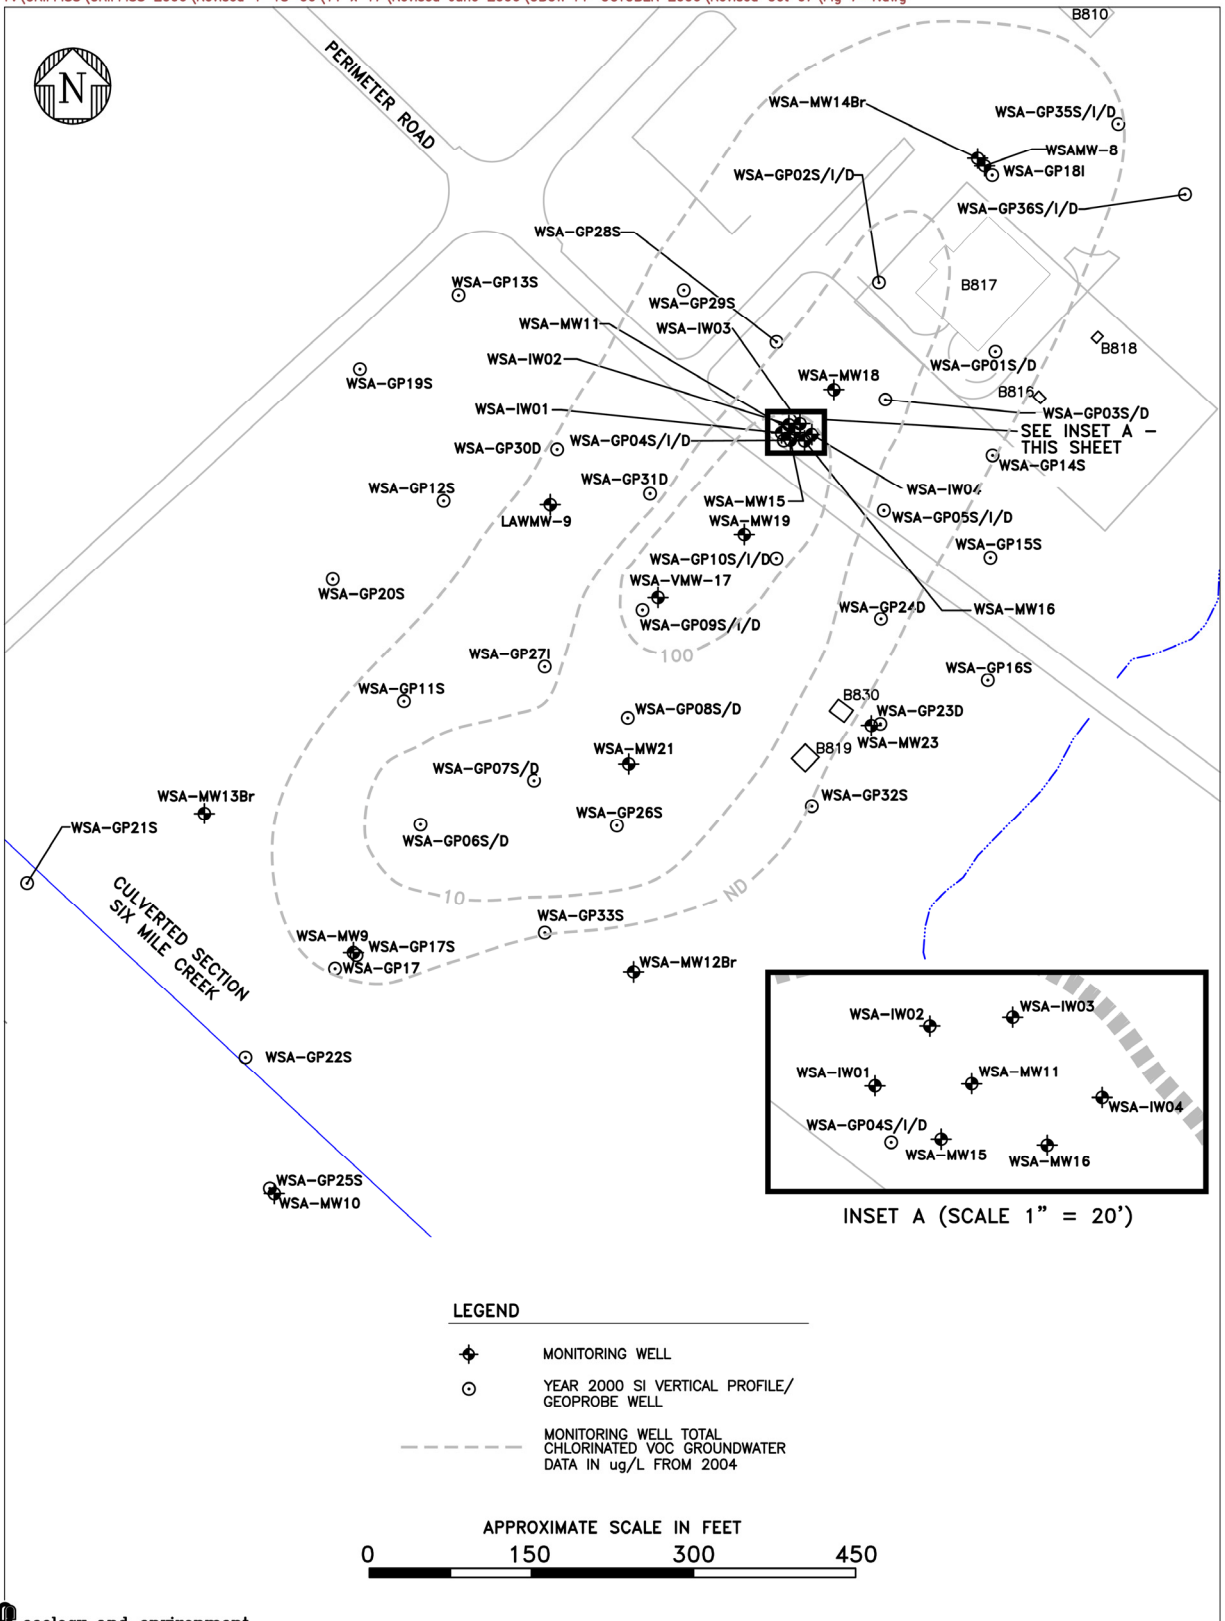 B810
N
PERIMETER ROAD
WSA-MW14Br
WSA-GP35S/I/D
WSAMW-8
WSA-GP18I
WSA-GP02S/I/D
WSA-GP36S/I/D
WSA-GP28S
WSA-GP13S
B817
WSA-GP29S
WSA-MW11
WSA-IW03
B818
WSA-IW02
WSA-GP01S/D
WSA-GP19S
WSA-MW18
B816
WSA-IW01
WSA-GP03S/D
SEE INSET A –
THIS SHEET
WSA-GP30D
WSA-GP04S/I/D
WSA-GP14S
WSA-GP31D
WSA-GP12S
WSA-IW04
WSA-MW15
LAWMW-9
WSA-MW19
WSA-GP05S/I/D
WSA-GP15S
WSA-GP10S/I/D
WSA-VMW-17
WSA-GP20S
WSA-GP24D
WSA-MW16
WSA-GP09S/I/D
100
WSA-GP27I
WSA-GP16S
WSA-GP11S
B830
WSA-GP08S/D
WSA-GP23D
WSA-MW21
WSA-MW23
B819
WSA-GP07S/D
WSA-MW13Br
WSA-GP32S
WSA-GP26S
WSA-GP21S
WSA-GP06S/D
10
ND
CULVERTED SECTION
SIX MILE CREEK
WSA-GP33S
WSA-MW9
WSA-GP17S
WSA-GP17
WSA-MW12Br
WSA-IW02
WSA-IW03
WSA-GP22S
WSA-IW01
WSA-MW11
WSA-IW04
WSA-GP04S/I/D
WSA-MW15
WSA-MW16
WSA-GP25S
WSA-MW10
INSET A (SCALE 1” = 20’)
LEGEND
MONITORING WELL
YEAR 2000 SI VERTICAL PROFILE/
GEOPROBE WELL
MONITORING WELL TOTAL
CHLORINATED VOC GROUNDWATER
DATA IN ug/L FROM 2004
APPROXIMATE SCALE IN FEET
0 150 300 450